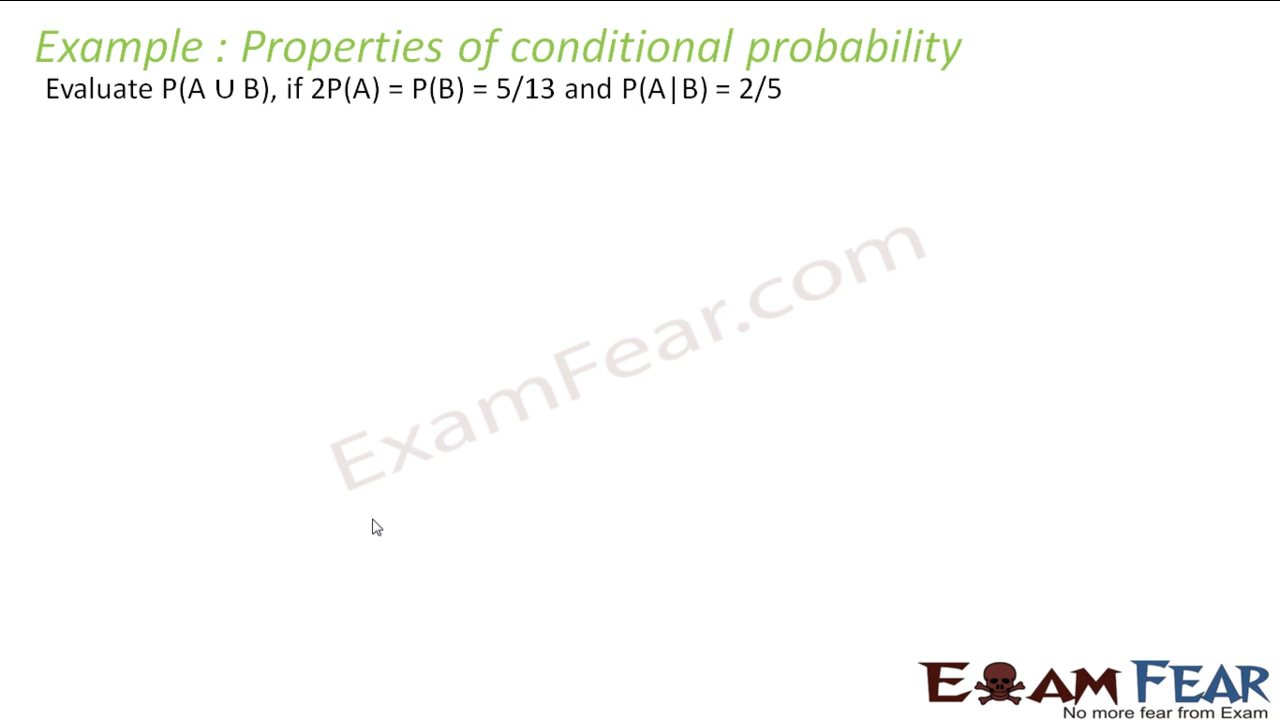 Example : Properties of conditional probability
Evaluate P(A ∪ B), if 2P(A) = P(B) = 5/13 and P(A|B) = 2/5
ExamFear.com
EXAM FEAR
No more fear from Exam